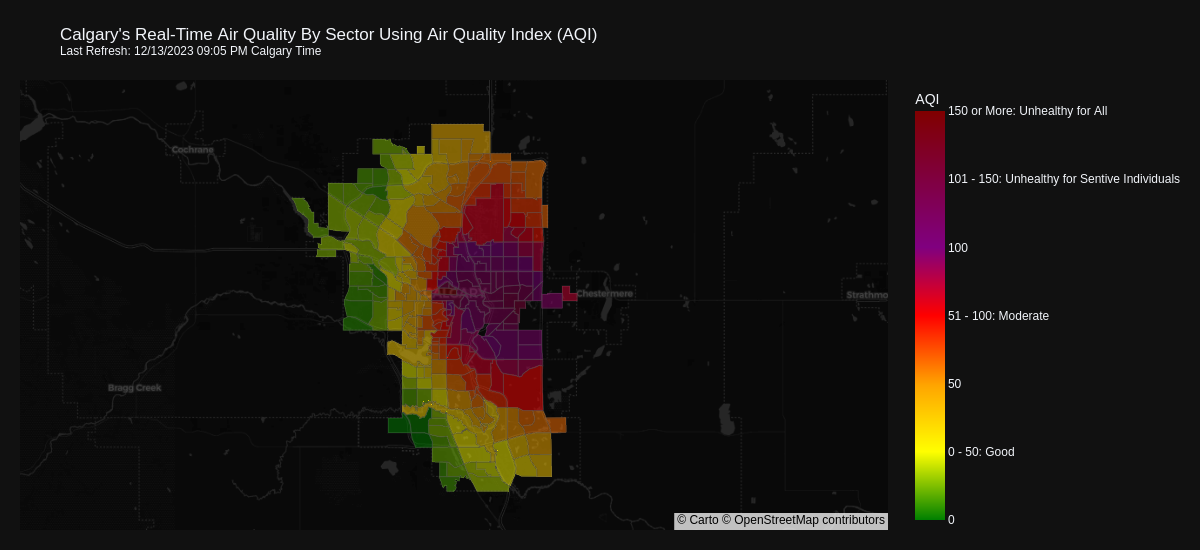 Calgary's Real-Time Air Quality By Sector Using Air Quality Index (AQI)
Last Refresh: 12/13/2023 09:05 PM Calgary Time
AQI
150 or More: Unhealthy for All
Cochrane
101 - 150: Unhealthy for Sentive Individuals
100
CALGARY
Chestermere
Strathmo
51 - 100: Moderate
Bragg Creek
50
0 - 50: Good
0
© Carto © OpenStreetMap contributors